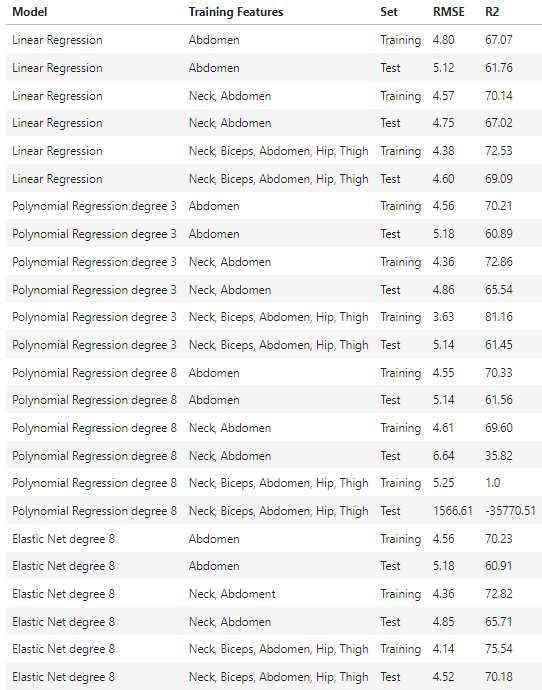 Model Training Features Set RMSE R2
Linear Regression Abdomen Training 4.80 67.07
Linear Regression Abdomen Test 5.12 61.76
Linear Regression Neck, Abdomen Training 4.57 70.14
Linear Regression Neck, Abdomen Test 4.75 67.02
Linear Regression Neck, Biceps, Abdomen, Hip, Thigh Training 4.38 72.53
Linear Regression Neck, Biceps, Abdomen, Hip, Thigh Test 4.60 69.09
Polynomial Regression degree 3 Abdomen Training 4.56 70.21
Polynomial Regression degree 3 Abdomen Test 5.18 60.89
Polynomial Regression degree 3 Neck, Abdomen Training 4.36 72.86
Polynomial Regression degree 3 Neck, Abdomen Test 4.86 65.54
Polynomial Regression degree 3 Neck, Biceps, Abdomen, Hip, Thigh Training 3.63 81.16
Polynomial Regression degree 3 Neck, Biceps, Abdomen, Hip, Thigh Test 5.14 61.45
Polynomial Regression degree 8 Abdomen Training 4.55 70.33
Polynomial Regression degree 8 Abdomen Test 5.14 61.56
Polynomial Regression degree 8 Neck, Abdomen Training 4.61 69.60
Polynomial Regression degree 8 Neck, Abdomen Test 6.64 35.82
Polynomial Regression degree 8 Neck, Biceps, Abdomen, Hip, Thigh Training 5.25 1.0
Polynomial Regression degree 8 Neck, Biceps, Abdomen, Hip, Thigh Test 1566.61 -35770.51
Elastic Net degree 8 Abdomen Training 4.56 70.23
Elastic Net degree 8 Abdomen Test 5.18 60.91
Elastic Net degree 8 Neck, Abdoment Training 4.36 72.82
Elastic Net degree 8 Neck, Abdumen Test 4.85 65.71
Elastic Net degree 8 Neck, Biceps, Abdomen, Hip, Thigh Training 4.14 75.54
Elastic Net degree 8 Neck, Biceps, Abdomen, Hip, Thigh Test 4.52 70.18